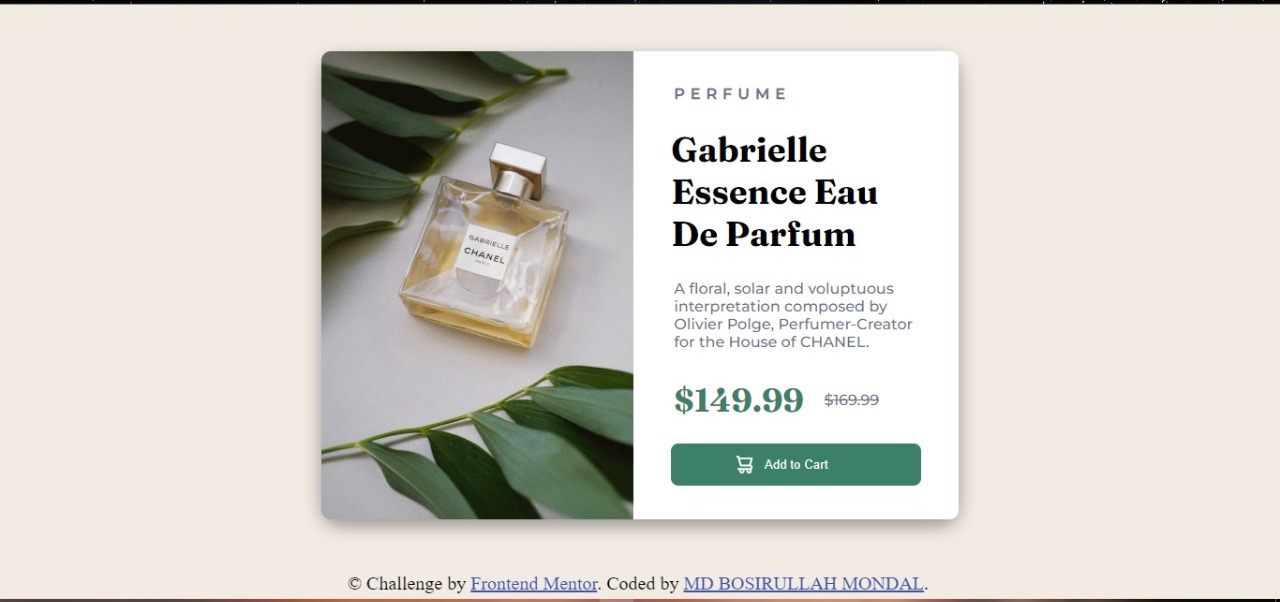 PERFUME
Gabrielle
Essence Eau
De Parfum
GABRIELLE
CHANEL
PARIS
A floral, solar and voluptuous
interpretation composed by
Olivier Polge, Perfumer-Creator
for the House of CHANEL.
$149.99 $169.99
Add to Cart
© Challenge by Frontend Mentor. Coded by MD BOSIRULLAH MONDAL.